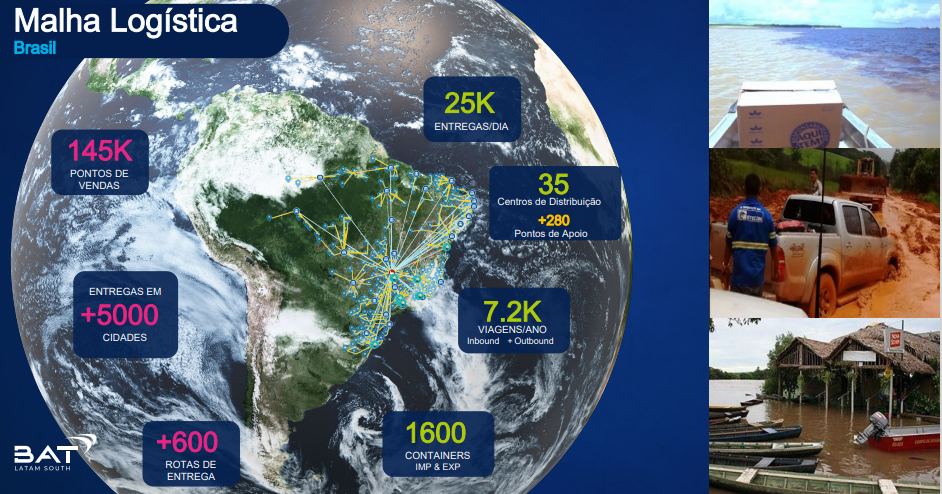 Malha Logística
Brasil
25K
ENTREGAS/DIA
145K
PONTOS DE
VENDAS
35
Centros de Distribuição
+280
Pontos de Apoio
ENTREGAS EM
+5000
CIDADES
7.2K
VIAGENS/ANO
Inbound + Outbound
+600
ROTAS DE
ENTREGA
1600
CONTAINERS
IMP & EXP
BAT
LATAM SOUTH
AQUI
TEM!